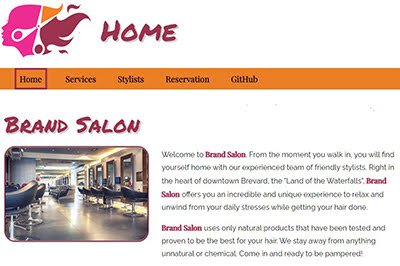 Home
Home Services Stylists Reservation GitHub
Brand Salon
Welcome to Brand Salon. From the moment you walk in, you will find
yourself home with our experienced team of friendly stylists. Right in
the heart of downtown Brevard, the "Land of the Waterfalls", Brand
Salon offers you an incredible and unique experience to relax and
unwind from your daily stresses while getting your hair done.
Brand Salon uses only natural products that have been tested and
proven to be the best for your hair. We stay away from anything
unnatural or chemical. Come in and ready to be pampered!